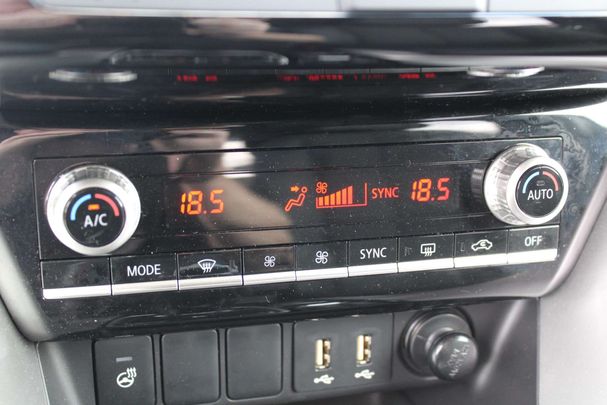 18.5
SYNC
18.5
A/C
AUTO
MODE
SYNC
OFF